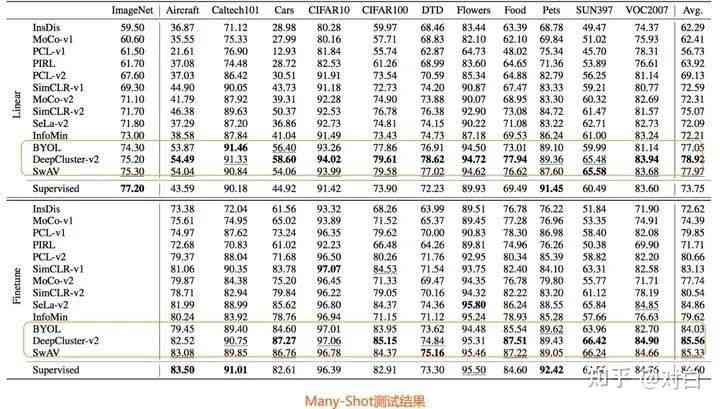 ImageNet Aircraft Caltech101 Cars CIFAR10 CIFAR100 DTD Flowers Food Pets SUN397 VOC2007 Avg.
Linear
InsDis 59.50 36.87 71.12 28.98 80.28 59.97 68.46 83.44 63.39 68.78 49.47 74.37 62.29
MoCo-v1 60.60 35.55 75.33 27.99 80.16 57.71 68.83 82.10 62.10 69.84 51.02 75.93 62.41
PCL-v1 61.50 21.61 76.90 12.93 81.84 55.74 62.87 64.73 48.02 75.34 45.70 78.31 56.73
PIRL 61.70 37.08 74.48 28.72 82.53 61.26 68.99 83.60 64.65 71.36 53.89 76.61 63.92
PCL-v2 67.60 37.03 86.42 30.51 91.91 73.54 70.59 85.34 64.88 82.79 56.25 81.14 69.13
SimCLR-v1 69.30 44.90 90.05 43.73 91.18 72.73 74.20 90.87 67.47 83.33 59.21 80.77 72.59
MoCo-v2 71.10 41.79 87.92 39.31 92.28 74.90 73.88 90.07 68.95 83.30 60.32 82.69 72.31
SimCLR-v2 71.70 46.38 89.63 50.37 92.53 76.78 76.38 92.90 73.08 84.72 61.47 81.57 75.07
SeLa-v2 71.80 37.29 87.20 36.86 92.73 74.81 74.15 90.22 71.08 83.22 62.71 82.73 72.09
InfoMin 73.00 38.58 87.84 41.04 91.49 73.43 74.73 87.18 69.53 86.24 61.00 83.24 72.21
BYOL 74.30 53.87 91.46 56.40 93.26 77.86 76.91 94.50 73.01 89.10 59.99 81.14 77.05
DeepCluster-v2 75.20 54.49 91.33 58.60 94.02 79.61 78.62 94.72 77.94 89.36 65.48 83.94 78.92
SwAV 75.30 54.04 90.84 54.06 93.99 79.58 77.02 94.62 76.62 87.60 65.58 83.68 77.97
Supervised 77.20 43.59 90.18 44.92 91.42 73.90 72.23 89.93 69.49 91.45 60.49 83.60 73.75
Finetune
InsDis 73.38 72.04 61.56 93.32 68.26 63.99 89.51 76.78 76.22 51.84 71.90 72.62
MoCo-v1 75.61 74.95 65.02 93.89 71.52 65.37 89.45 77.28 76.96 53.35 74.91 74.39
PCL-v1 74.97 87.62 73.24 96.35 79.62 70.00 90.83 78.30 86.98 58.40 82.08 79.85
PIRL 72.68 70.83 61.02 92.23 66.48 64.26 89.81 74.96 76.26 50.38 69.90 71.71
PCL-v2 79.37 88.04 71.68 96.50 80.26 71.76 92.95 80.34 85.39 58.82 82.20 80.66
SimCLR-v1 81.06 90.35 83.78 97.07 84.53 71.54 93.75 82.40 84.10 63.31 82.58 83.13
MoCo-v2 79.87 84.38 75.20 96.45 71.33 69.47 94.35 76.78 79.80 55.77 71.71 77.74
SimCLR-v2 78.71 82.94 79.84 96.22 79.05 70.16 94.32 82.22 83.20 61.12 78.19 80.54
SeLa-v2 81.99 88.99 85.62 96.80 84.37 74.36 95.80 86.24 88.55 65.84 84.85 86.76
InfoMin 80.24 83.92 78.76 96.94 71.15 71.12 95.24 78.93 85.28 57.66 76.63 79.62
BYOL 79.45 89.40 84.60 97.01 83.95 73.62 94.48 85.54 89.62 63.96 82.70 84.03
DeepCluster-v2 82.52 90.75 87.27 97.06 85.15 74.84 95.31 87.51 89.43 66.42 84.90 85.56
SwAV 83.08 89.85 86.76 96.78 84.37 75.16 95.46 87.22 89.05 66.24 84.66 85.33
Supervised 83.50 91.01 82.61 96.39 82.91 73.30 95.50 84.60 92.42 84.76 84.60
知乎 @对白
Many-Shot测试结果